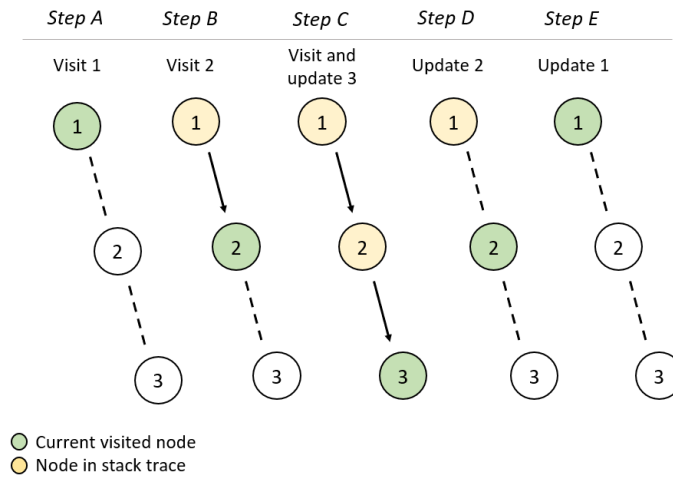 Step A Step B Step C Step D Step E
Visit 1 Visit 2 Visit and update 3 Update 2 Update 1
1 1 1 1 1
2 2 2 2 2
3 3 3 3 3
Current visited node
Node in stack trace